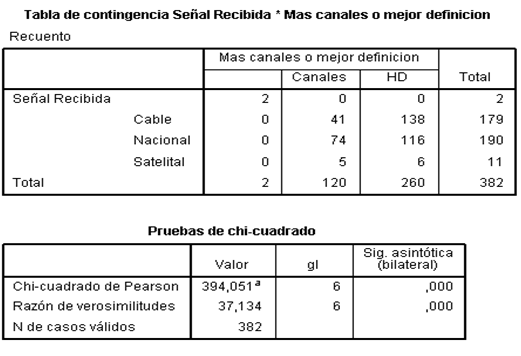 Tabla de contingencia Señal Recibida * Mas canales o mejor definicion
Recuento
Mas canales o mejor definicion
Canales HD Total
Señal Recibida 2 0 0 2
Cable 0 41 138 179
Nacional 0 74 116 190
Satelital 0 5 6 11
Total 2 120 260 382
Pruebas de chi-cuadrado
Valor gl Sig. asintótica (bilateral)
Chi-cuadrado de Pearson 394,051ª 6 ,000
Razón de verosimilitudes 37,134 6 ,000
N de casos válidos 382